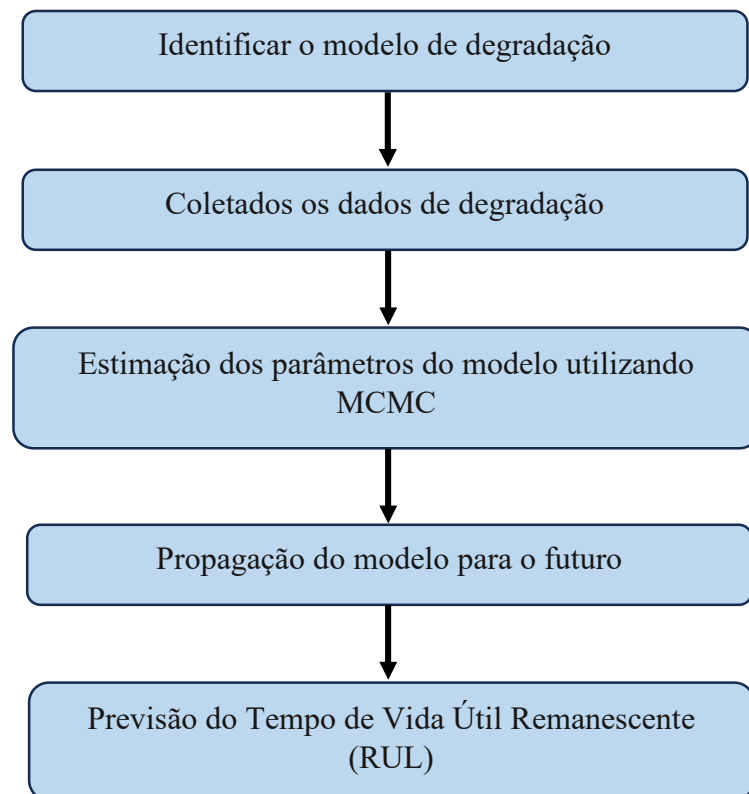 Identificar o modelo de degradação
Coletados os dados de degradação
Estimação dos parâmetros do modelo utilizando
MCMC
Propagação do modelo para o futuro
Previsão do Tempo de Vida Útil Remanescente
(RUL)